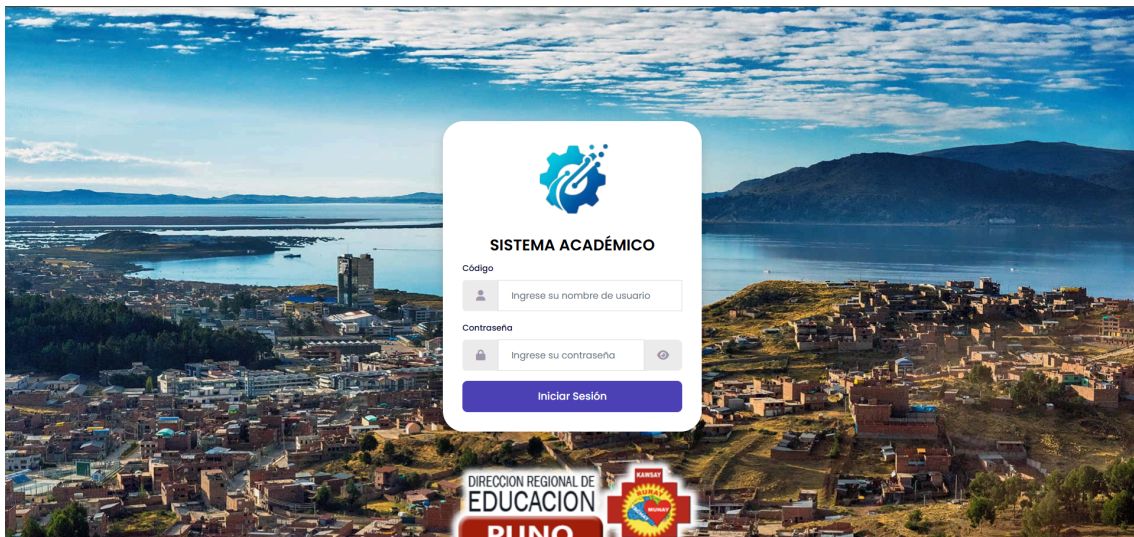 SISTEMA ACADÉMICO
Código
Ingrese su nombre de usuario
Contraseña
Ingrese su contraseña
Iniciar Sesión
DIRECCION REGIONAL DE
EDUCACION
PUNO
KAWSAY
RURAY
MUNAY